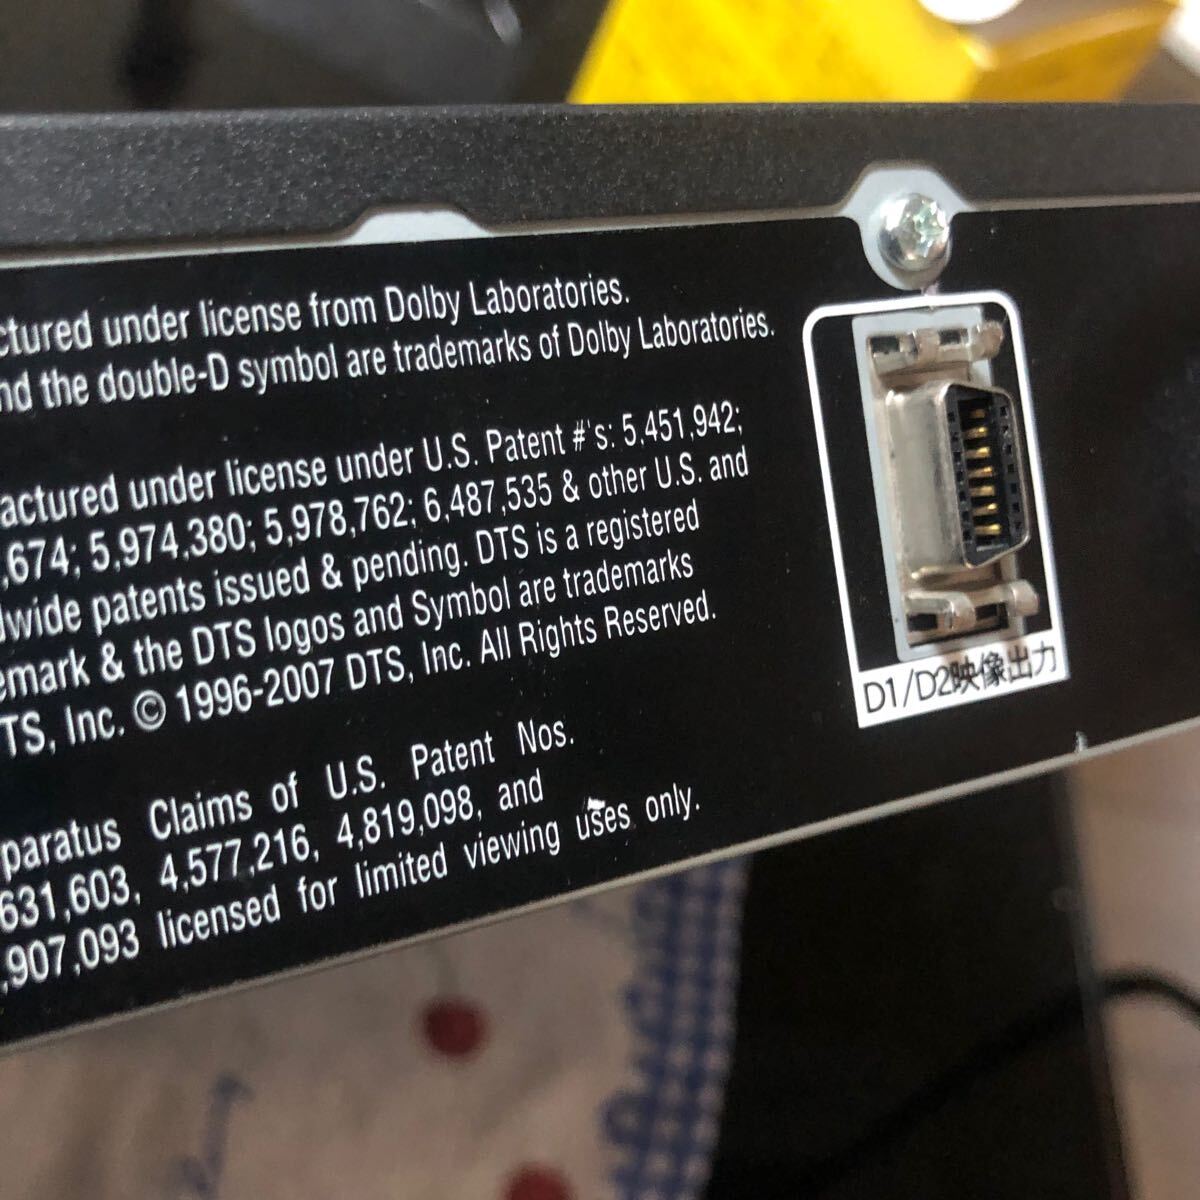 ctured under license from Dolby Laboratories.
nd the double-D symbol are trademarks of Dolby Laboratories.
actured under license under U.S. Patent #'s: 5,451,942;
,674; 5,974,380; 5,978,762; 6,487,535 & other U.S. and
dwide patents issued & pending. DTS is a registered
emark & the DTS logos and Symbol are trademarks
TS, Inc. © 1996-2007 DTS, Inc. All Rights Reserved.
paratus Claims of U.S. Patent Nos.
631,603, 4,577,216, 4,819,098, and
,907,093 licensed for limited viewing uses only.
D1/D2映像出力